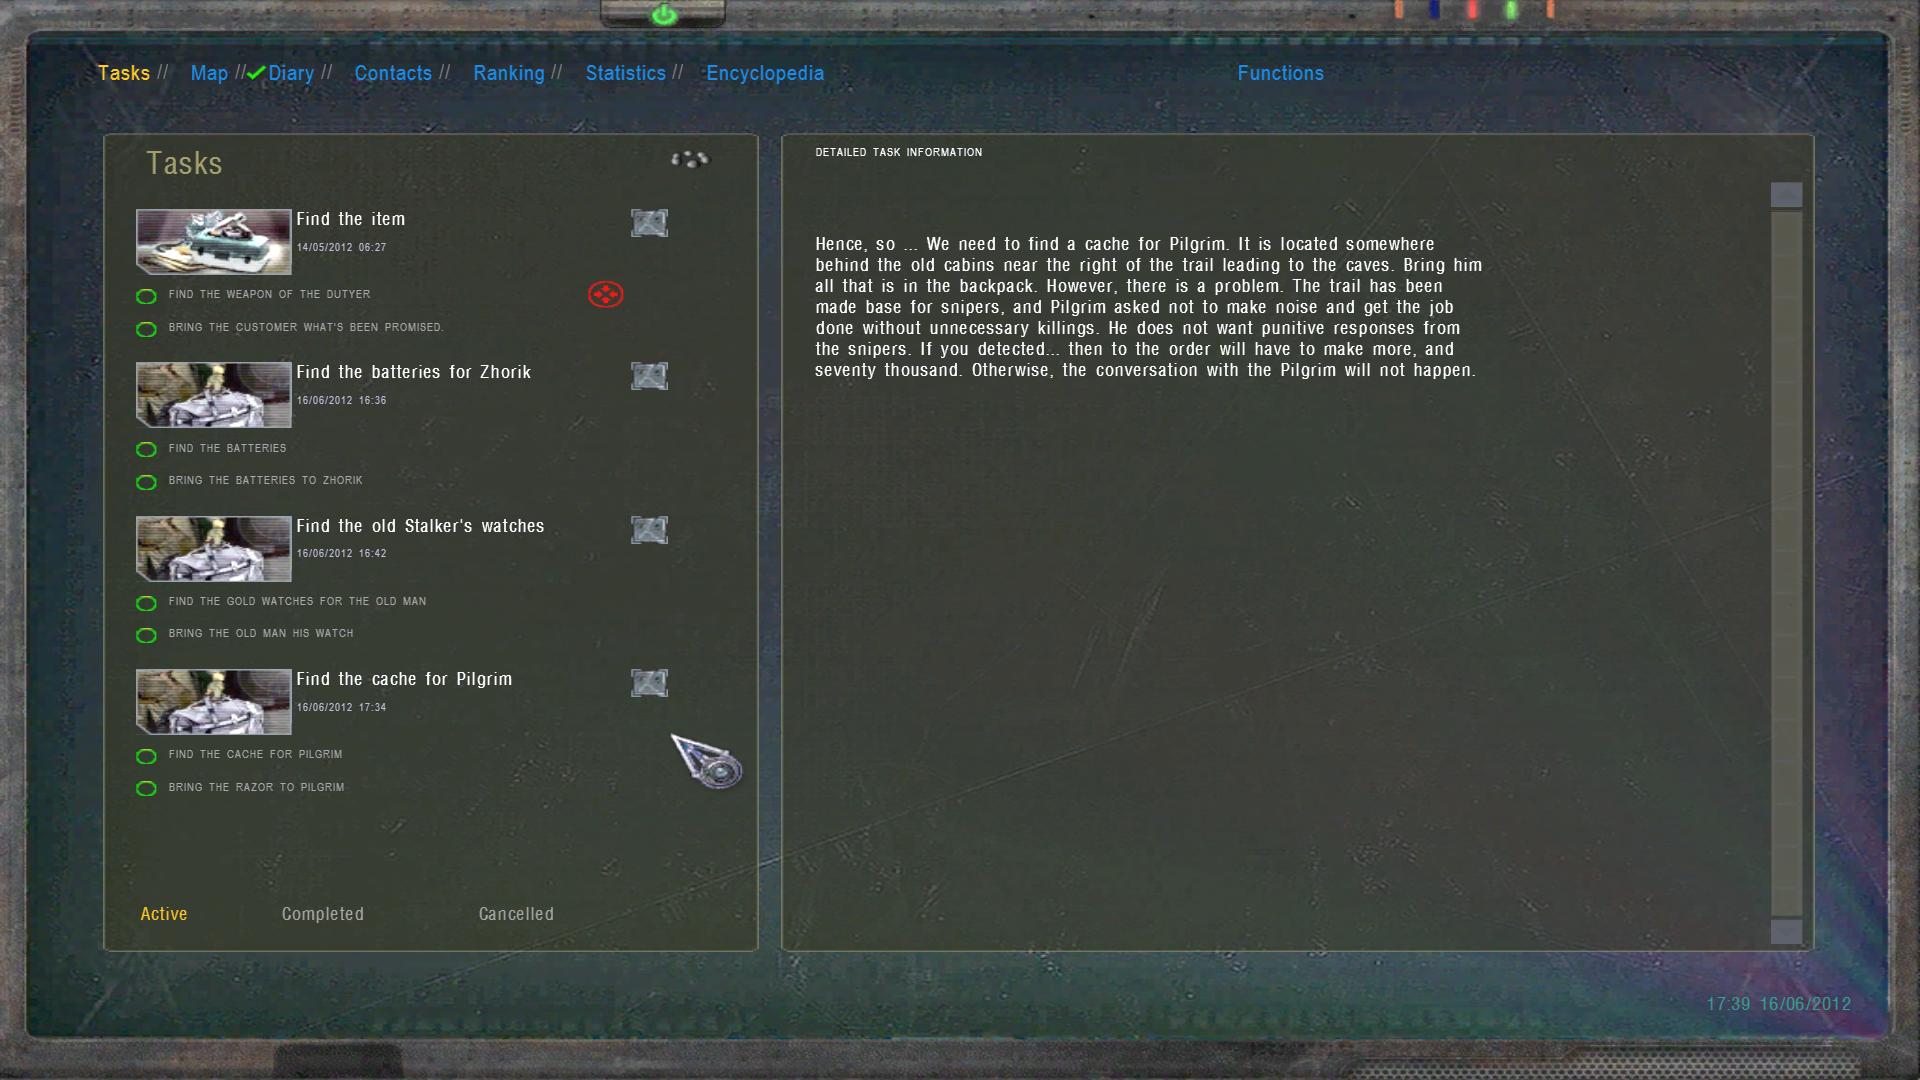 Tasks // Map // Diary // Contacts // Ranking // Statistics // Encyclopedia Functions
Tasks
Find the item
14/05/2012 06:27
FIND THE WEAPON OF THE DUTYER
BRING THE CUSTOMER WHAT'S BEEN PROMISED.
Find the batteries for Zhorik
16/06/2012 16:36
FIND THE BATTERIES
BRING THE BATTERIES TO ZHORIK
Find the old Stalker's watches
16/06/2012 16:42
FIND THE GOLD WATCHES FOR THE OLD MAN
BRING THE OLD MAN HIS WATCH
Find the cache for Pilgrim
16/06/2012 17:34
FIND THE CACHE FOR PILGRIM
BRING THE RAZOR TO PILGRIM
Active Completed Cancelled
DETAILED TASK INFORMATION
Hence, so ... We need to find a cache for Pilgrim. It is located somewhere
behind the old cabins near the right of the trail leading to the caves. Bring him
all that is in the backpack. However, there is a problem. The trail has been
made base for snipers, and Pilgrim asked not to make noise and get the job
done without unnecessary killings. He does not want punitive responses from
the snipers. If you detected... then to the order will have to make more, and
seventy thousand. Otherwise, the conversation with the Pilgrim will not happen.
17:39 16/06/2012